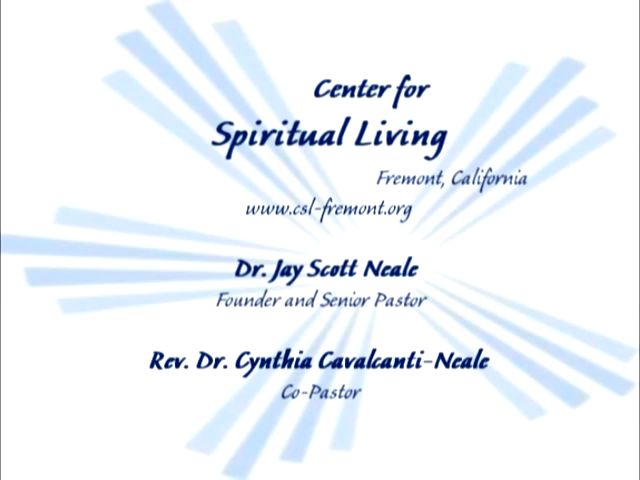 Center for
Spiritual Living
Fremont, California
www.csl-fremont.org
Dr. Jay Scott Neale
Founder and Senior Pastor
Rev. Dr. Cynthia Cavalcanti-Neale
Co-Pastor